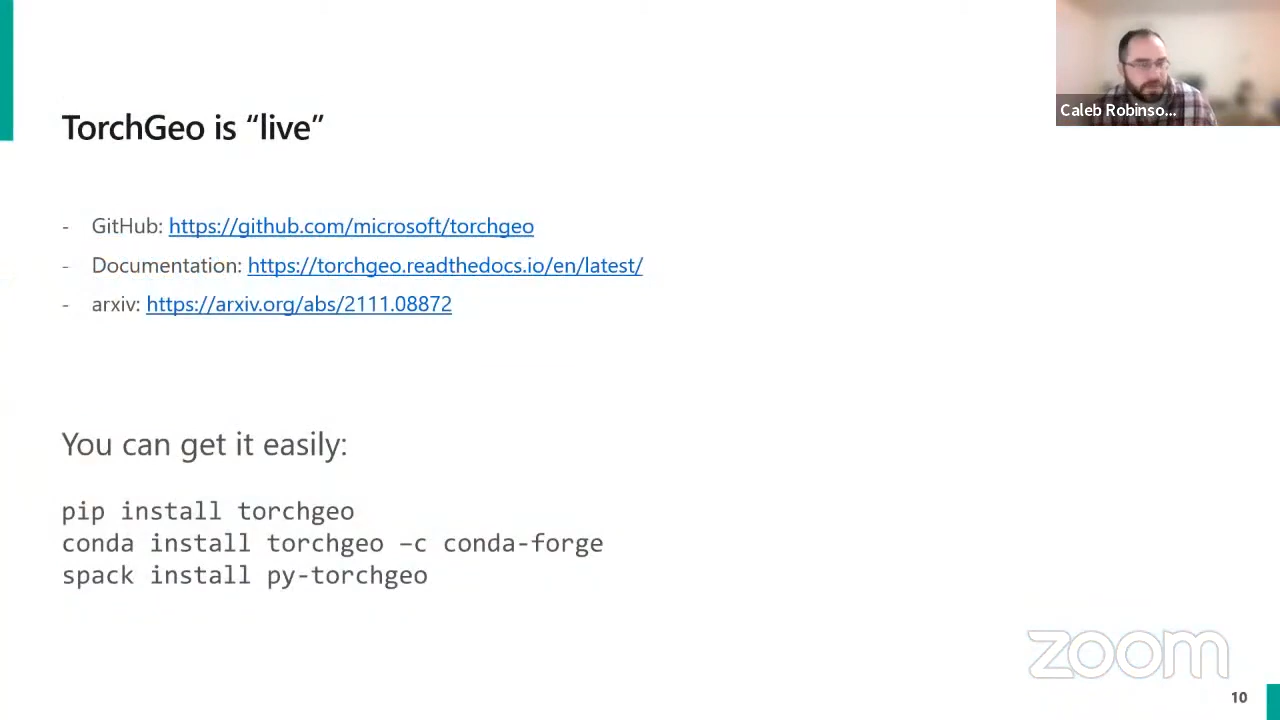 Caleb Robinso...
TorchGeo is “live”
- GitHub: https://github.com/microsoft/torchgeo
- Documentation: https://torchgeo.readthedocs.io/en/latest/
- arxiv: https://arxiv.org/abs/2111.08872
You can get it easily:
pip install torchgeo
conda install torchgeo –c conda-forge
spack install py-torchgeo
zoom
10